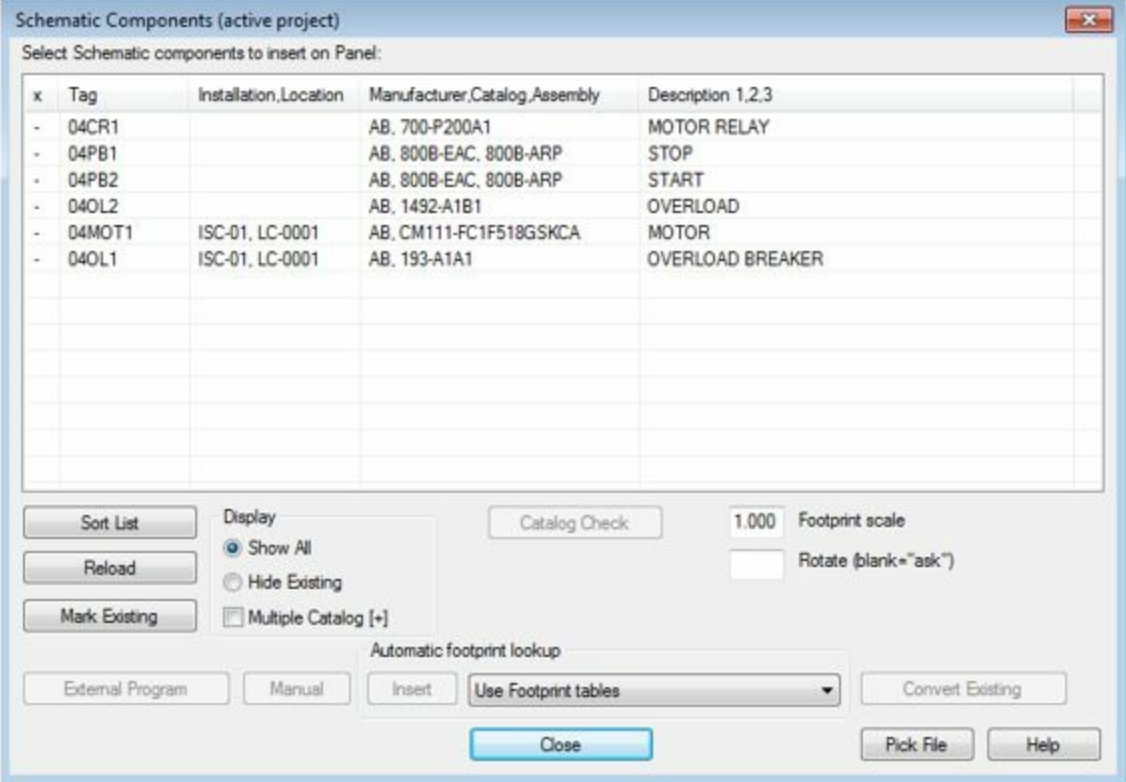 Schematic Components (active project)
Select Schematic components to insert on Panel:
x Tag Installation,Location Manufacturer,Catalog,Assembly Description 1,2,3
- 04CR1 AB, 700-P200A1 MOTOR RELAY
- 04PB1 AB, 800B-EAC, 800B-ARP STOP
- 04PB2 AB, 800B-EAC, 800B-ARP START
- 04OL2 AB, 1492-A1B1 OVERLOAD
- 04MOT1 ISC-01, LC-0001 AB, CM111-FC1F518GSKCA MOTOR
- 04OL1 ISC-01, LC-0001 AB, 193-A1A1 OVERLOAD BREAKER
Sort List Display Catalog Check 1.000 Footprint scale
Show All
Reload Rotate (blank="ask")
Hide Existing
Mark Existing Multiple Catalog [+]
Automatic footprint lookup
External Program Manual Insert Use Footprint tables Convert Existing
Close Pick File Help